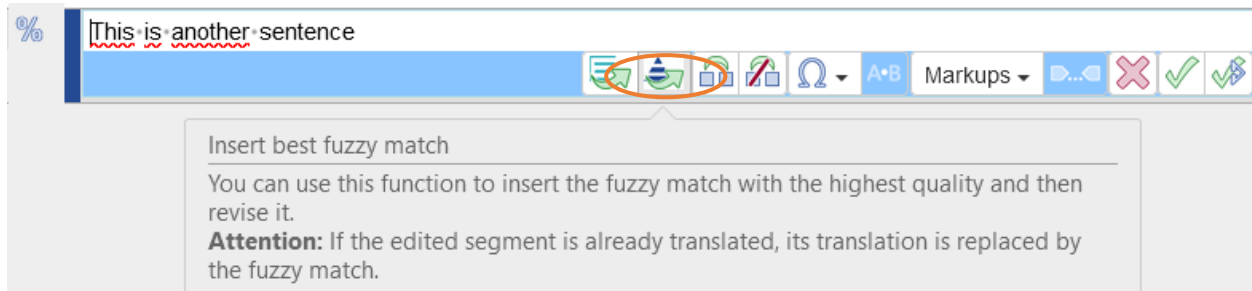 %
This is another sentence
Ω A•B Markups
Insert best fuzzy match
You can use this function to insert the fuzzy match with the highest quality and then
revise it.
Attention: If the edited segment is already translated, its translation is replaced by
the fuzzy match.